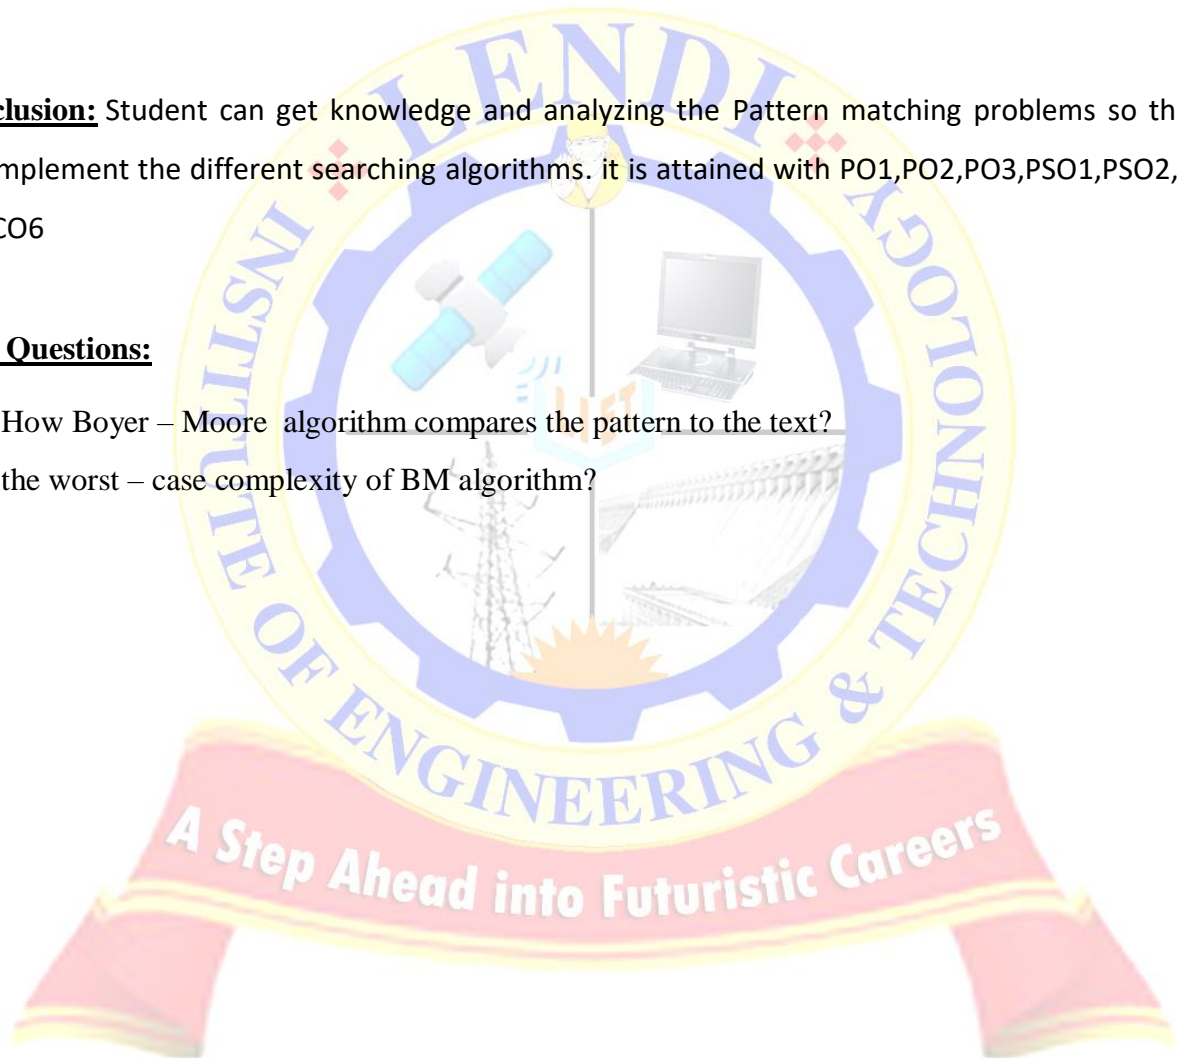 clusion: Student can get knowledge and analyzing the Pattern matching problems so th
mplement the different searching algorithms. it is attained with PO1,PO2,PO3,PSO1,PSO2,
CO6
Questions:
How Boyer – Moore algorithm compares the pattern to the text?
the worst – case complexity of BM algorithm?
LENDI
INSTITUTE OF ENGINEERING & TECHNOLOGY
LIET
A Step Ahead into Futuristic Careers